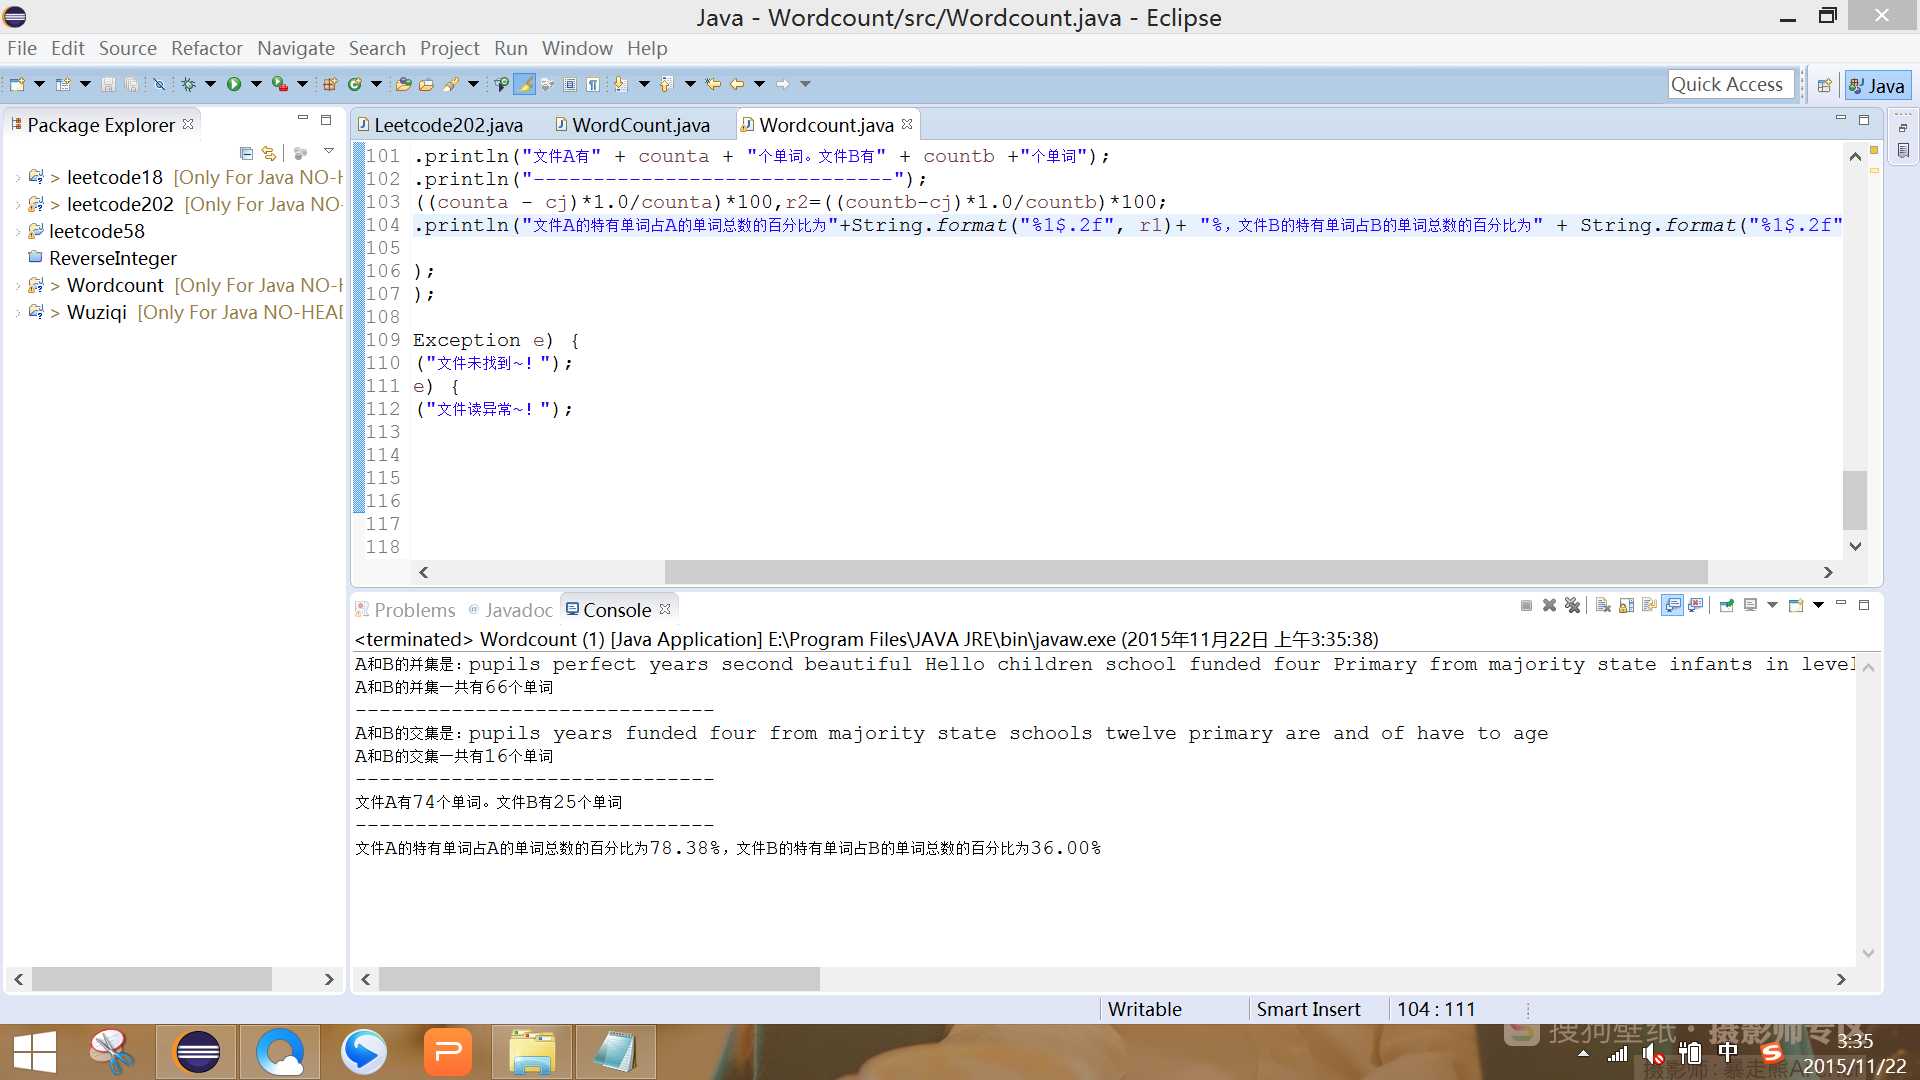 Java - Wordcount/src/Wordcount.java - Eclipse
File Edit Source Refactor Navigate Search Project Run Window Help
Quick Access
Java
Package Explorer
Leetcode202.java WordCount.java Wordcount.java
> leetcode18 [Only For Java NO-H
> leetcode202 [Only For Java NO-
leetcode58
ReverseInteger
> Wordcount [Only For Java NO-H
> Wuziqi [Only For Java NO-HEAD
101 .println("文件A有" + counta + "个单词。文件B有" + countb +"个单词");
102 .println("------------------------------");
103 ((counta - cj)*1.0/counta)*100,r2=((countb-cj)*1.0/countb)*100;
104 .println("文件A的特有单词占A的单词总数的百分比为"+String.format("%1$.2f", r1)+ "%，文件B的特有单词占B的单词总数的百分比为" + String.format("%1$.2f"
105
106 );
107 );
108
109 Exception e) {
110 ("文件未找到~！");
111 e) {
112 ("文件读异常~！");
113
114
115
116
117
118
Problems @ Javadoc Console
<terminated> Wordcount (1) [Java Application] E:\Program Files\JAVA JRE\bin\javaw.exe (2015年11月22日 上午3:35:38)
A和B的并集是：pupils perfect years second beautiful Hello children school funded four Primary from majority state infants in level
A和B的并集一共有66个单词
------------------------------
A和B的交集是：pupils years funded four from majority state schools twelve primary are and of have to age
A和B的交集一共有16个单词
------------------------------
文件A有74个单词。文件B有25个单词
------------------------------
文件A的特有单词占A的单词总数的百分比为78.38%，文件B的特有单词占B的单词总数的百分比为36.00%
Writable Smart Insert 104 : 111
搜狗壁纸·摄影师专区
中
3:35
2015/11/22